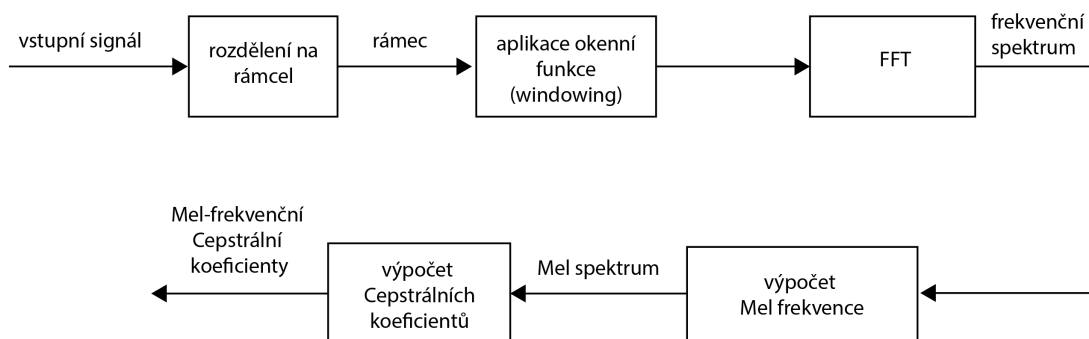 vstupní signál
rozdělení na
rámcel
rámec
aplikace okenní
funkce
(windowing)
FFT
frekvenční
spektrum
Mel-frekvenční
Cepstrální
koeficienty
výpočet
Cepstrálních
koeficientů
Mel spektrum
výpočet
Mel frekvence